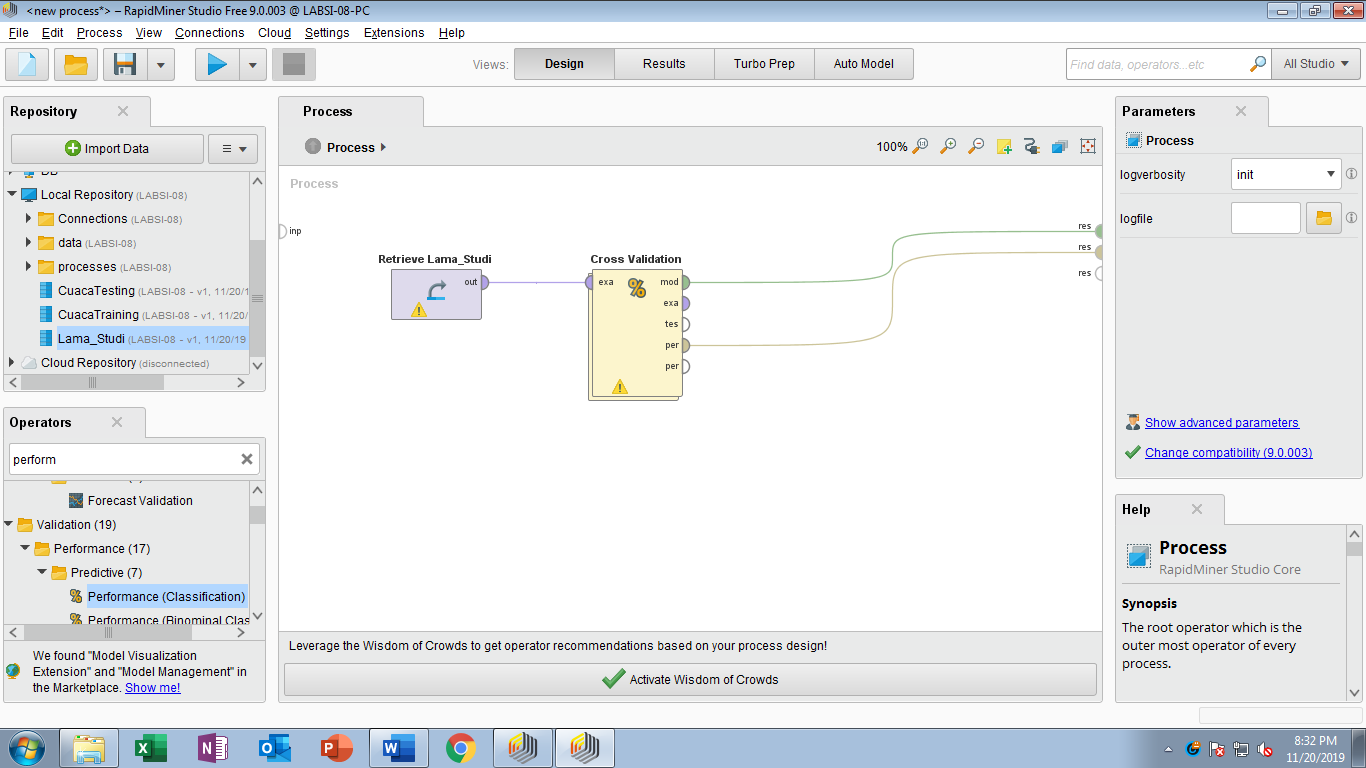 <new process*> – RapidMiner Studio Free 9.0.003 @ LABSI-08-PC
File Edit Process View Connections Cloud Settings Extensions Help
Views: Design Results Turbo Prep Auto Model
Find data, operators...etc
All Studio
Repository
Import Data
Local Repository (LABSI-08)
Connections (LABSI-08)
data (LABSI-08)
processes (LABSI-08)
CuacaTesting (LABSI-08 - v1, 11/20/1
CuacaTraining (LABSI-08 - v1, 11/20/
Lama_Studi (LABSI-08 - v1, 11/20/19
Cloud Repository (disconnected)
Operators
perform
Forecast Validation
Validation (19)
Performance (17)
Predictive (7)
Performance (Classification)
Performance (Binominal Clas
We found "Model Visualization
Extension" and "Model Management" in
the Marketplace. Show me!
Process
Process
100%
Process
inp
Retrieve Lama_Studi
out
Cross Validation
exa
mod
exa
tes
per
per
res
res
res
Leverage the Wisdom of Crowds to get operator recommendations based on your process design!
Activate Wisdom of Crowds
Parameters
Process
logverbosity
init
logfile
Show advanced parameters
Change compatibility (9.0.003)
Help
Process
RapidMiner Studio Core
Synopsis
The root operator which is the
outer most operator of every
process.
8:32 PM
11/20/2019